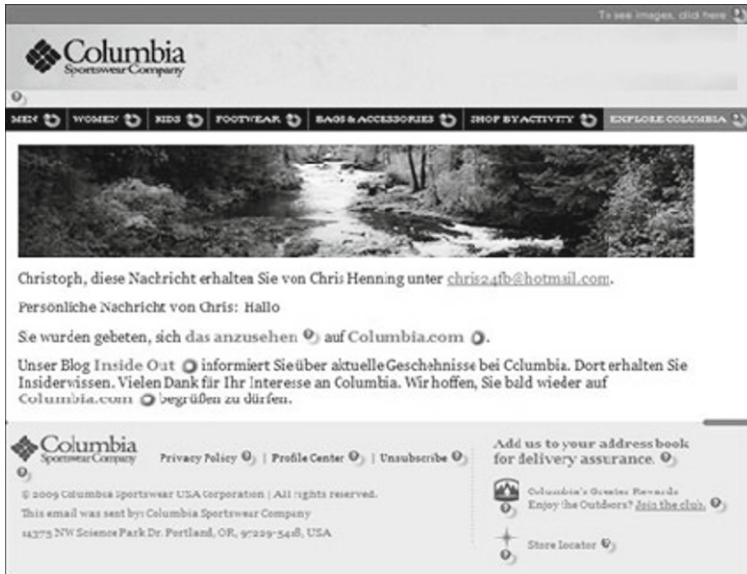 To see images, click here
Columbia
Sportswear Company
MEN WOMEN KIDS FOOTWEAR BAGS & ACCESSORIES SHOP BY ACTIVITY EXPLORE COLUMBIA
Christoph, diese Nachricht erhalten Sie von Chris Henning unter chris24fb@hotmail.com.
Persönliche Nachricht von Chris: Hallo
Sie wurden gebeten, sich das anzusehen auf Columbia.com.
Unser Blog Inside Out informiert Sie über aktuelle Geschehnisse bei Columbia. Dort erhalten Sie
Insiderwissen. Vielen Dank für Ihr Interesse an Columbia. Wir hoffen, Sie bald wieder auf
Columbia.com begrüßen zu dürfen.
Columbia
Sportswear Company
Privacy Policy | Profile Center | Unsubscribe
© 2009 Columbia Sportswear USA Corporation | All rights reserved.
This email was sent by: Columbia Sportswear Company
14375 NW Science Park Dr. Portland, OR, 97229-5418, USA
Add us to your address book
for delivery assurance.
Columbia's Greater Rewards
Enjoy the Outdoors? Join the club.
Store Locator